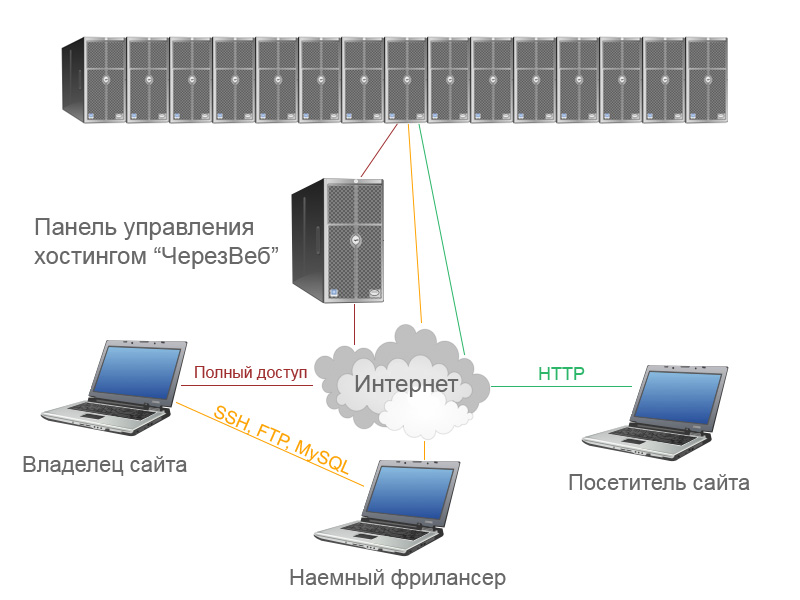 Панель управления
хостингом “ЧерезВеб”
Полный доступ
Интернет
HTTP
SSH, FTP, MySQL
Владелец сайта
Посетитель сайта
Наемный фрилансер